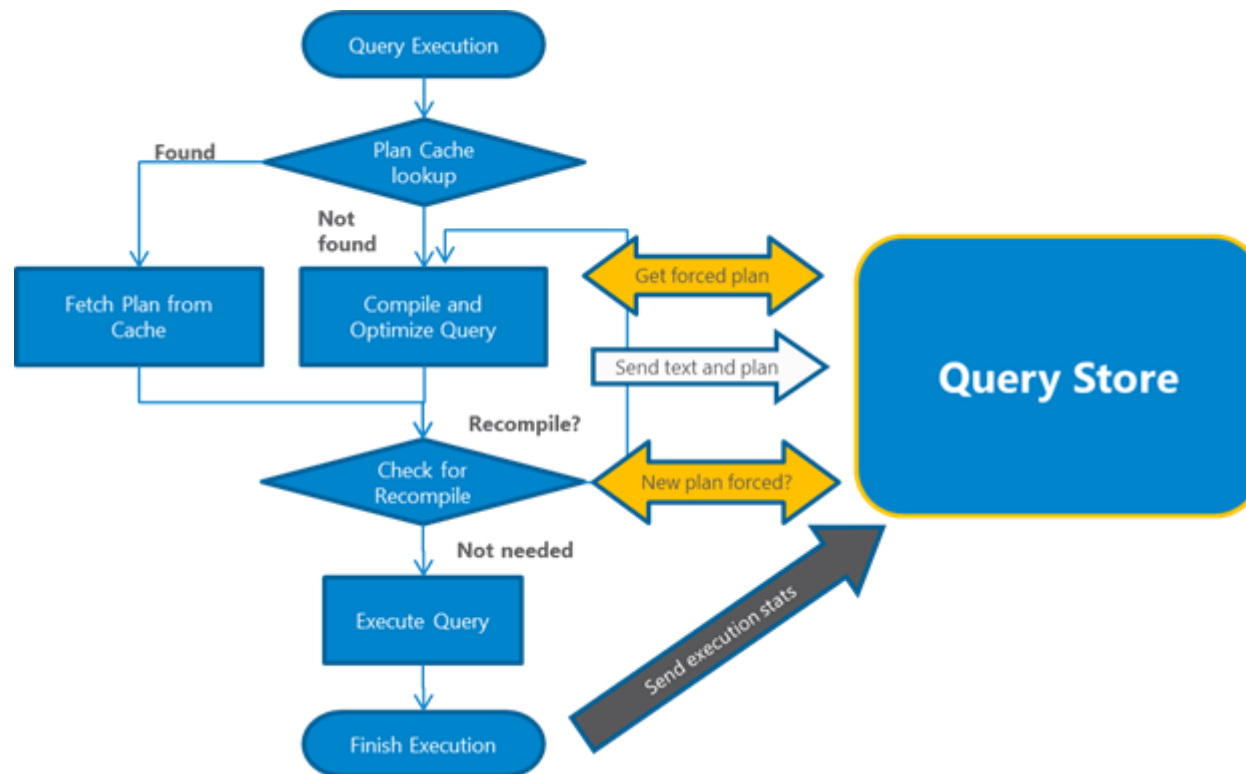 Query Execution
Found
Plan Cache
lookup
Not
found
Get forced plan
Fetch Plan from
Cache
Compile and
Optimize Query
Send text and plan
Query Store
Recompile?
Check for
Recompile
New plan forced?
Not needed
Execute Query
Send execution stats
Finish Execution